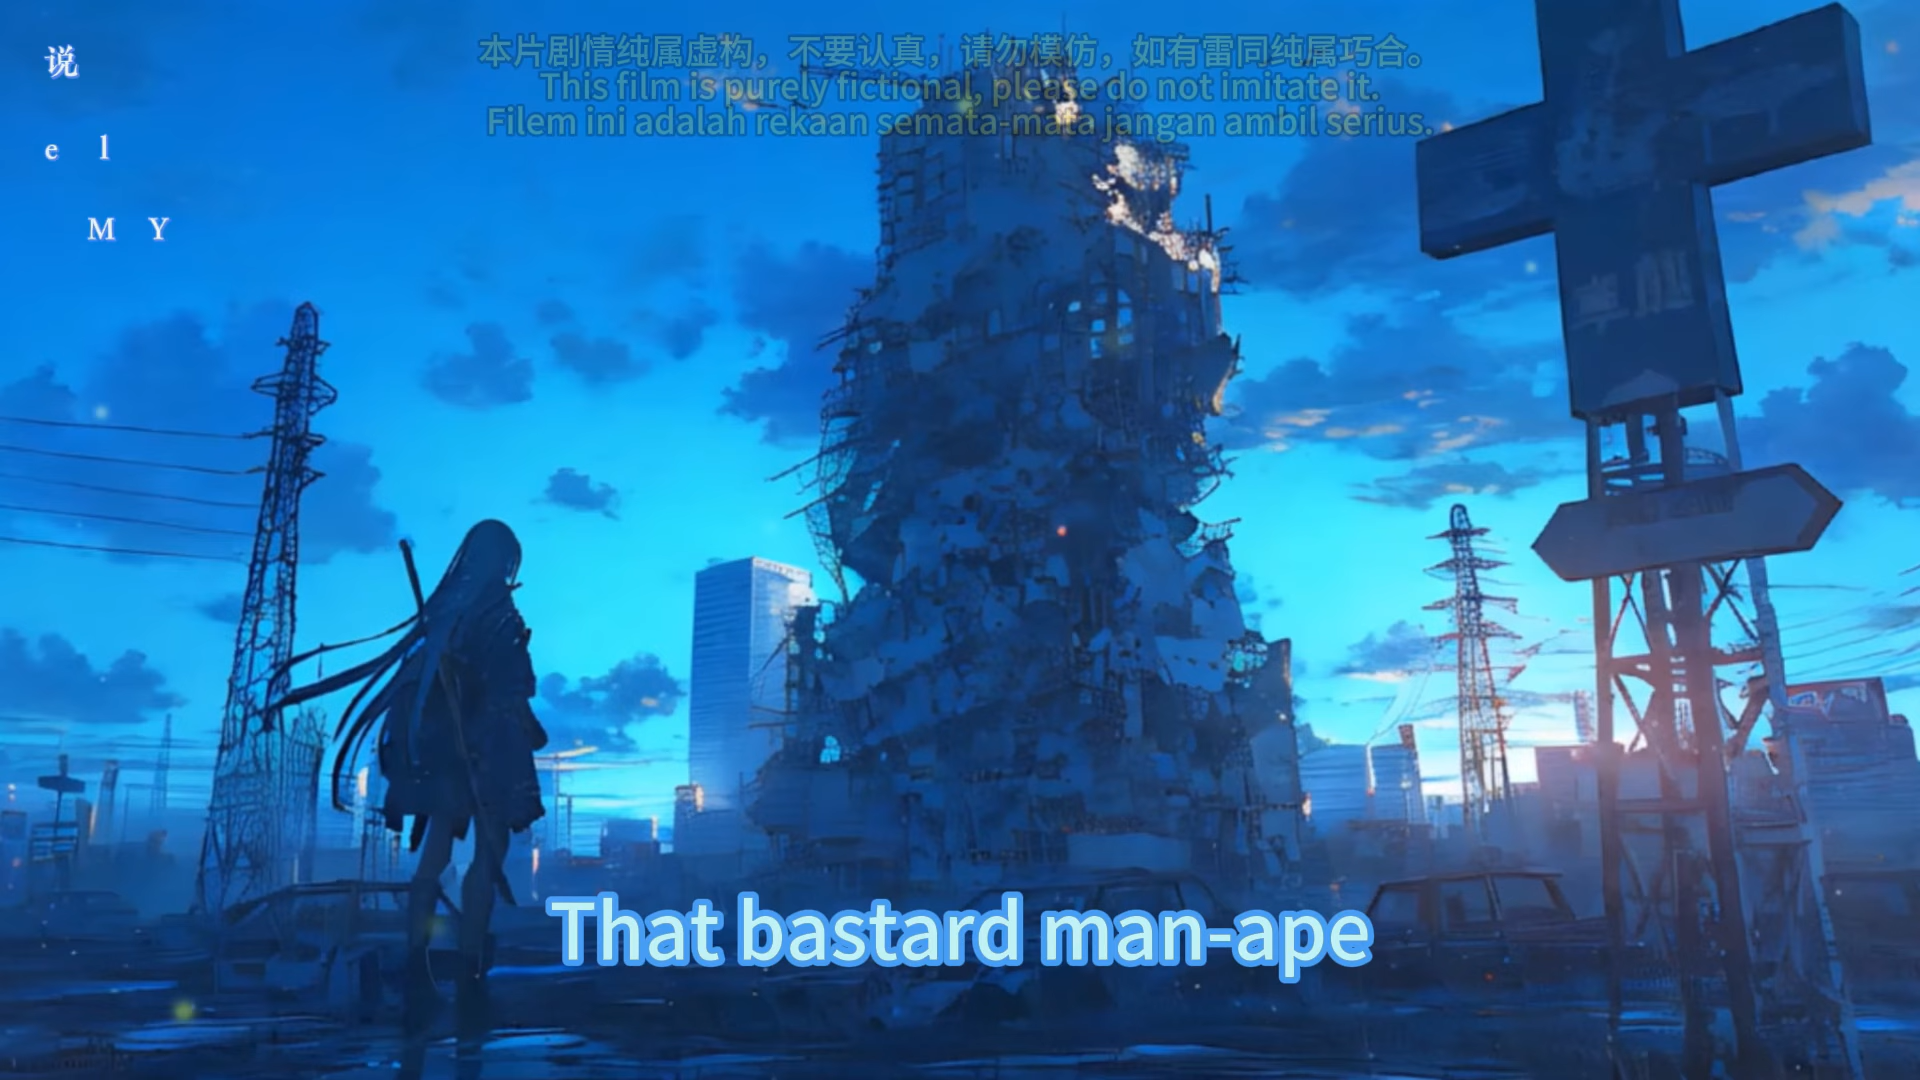 说
e l
M Y
本片剧情纯属虚构，不要认真，请勿模仿，如有雷同纯属巧合。
This film is purely fictional, please do not imitate it.
Filem ini adalah rekaan semata-mata jangan ambil serius.
That bastard man-ape